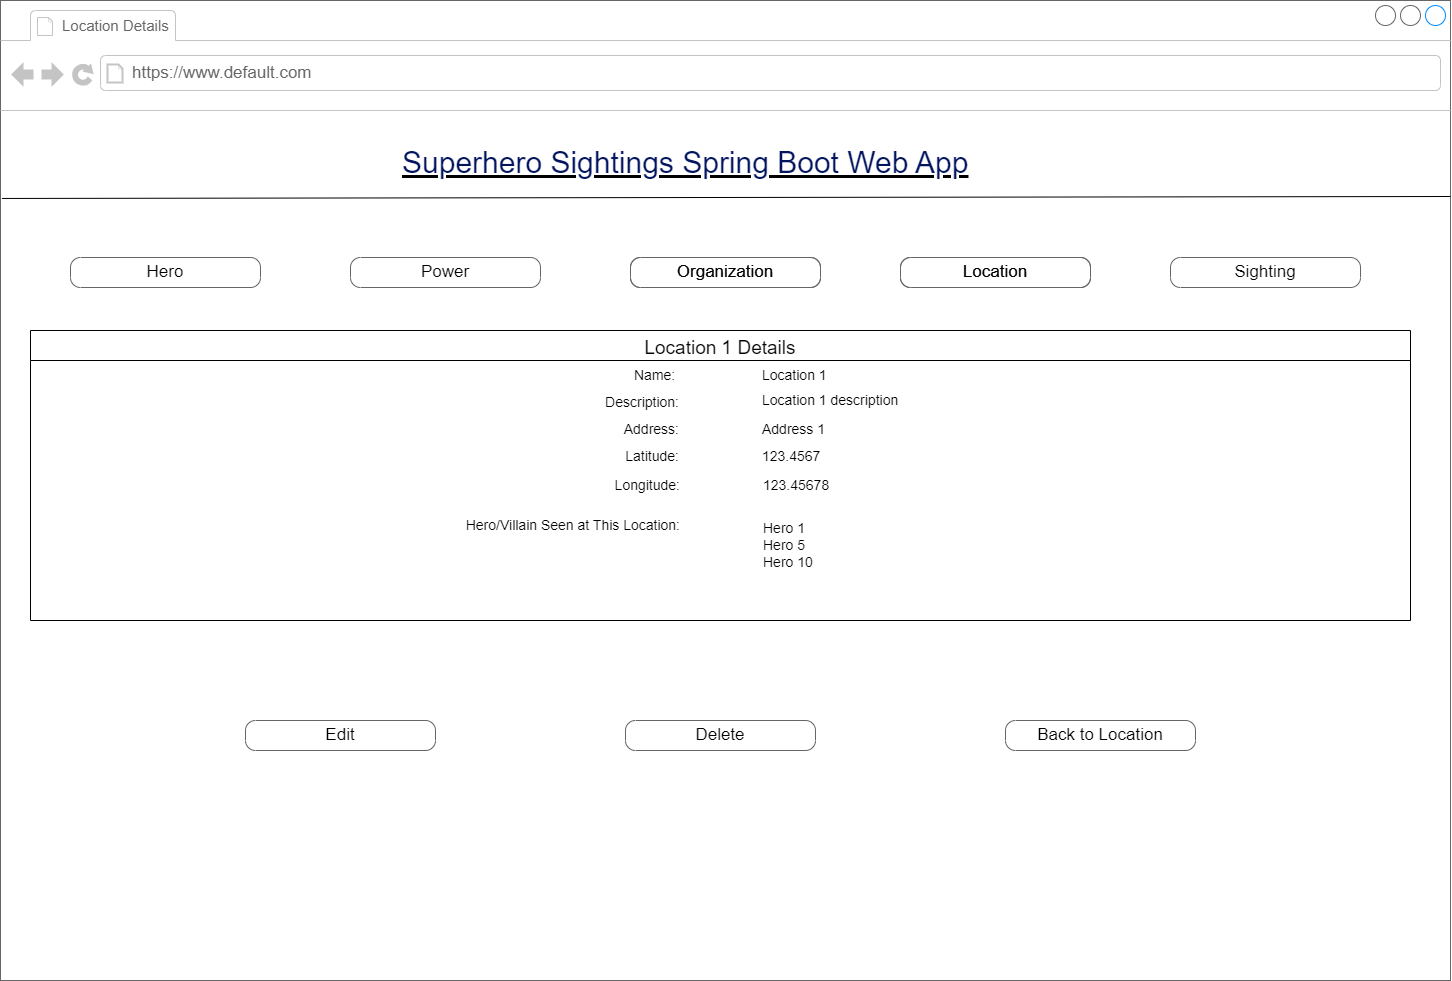 Location Details
https://www.default.com
Superhero Sightings Spring Boot Web App
Hero Power Organization Location Sighting
Location 1 Details
Name: Location 1
Description: Location 1 description
Address: Address 1
Latitude: 123.4567
Longitude: 123.45678
Hero/Villain Seen at This Location: Hero 1
Hero 5
Hero 10
Edit Delete Back to Location